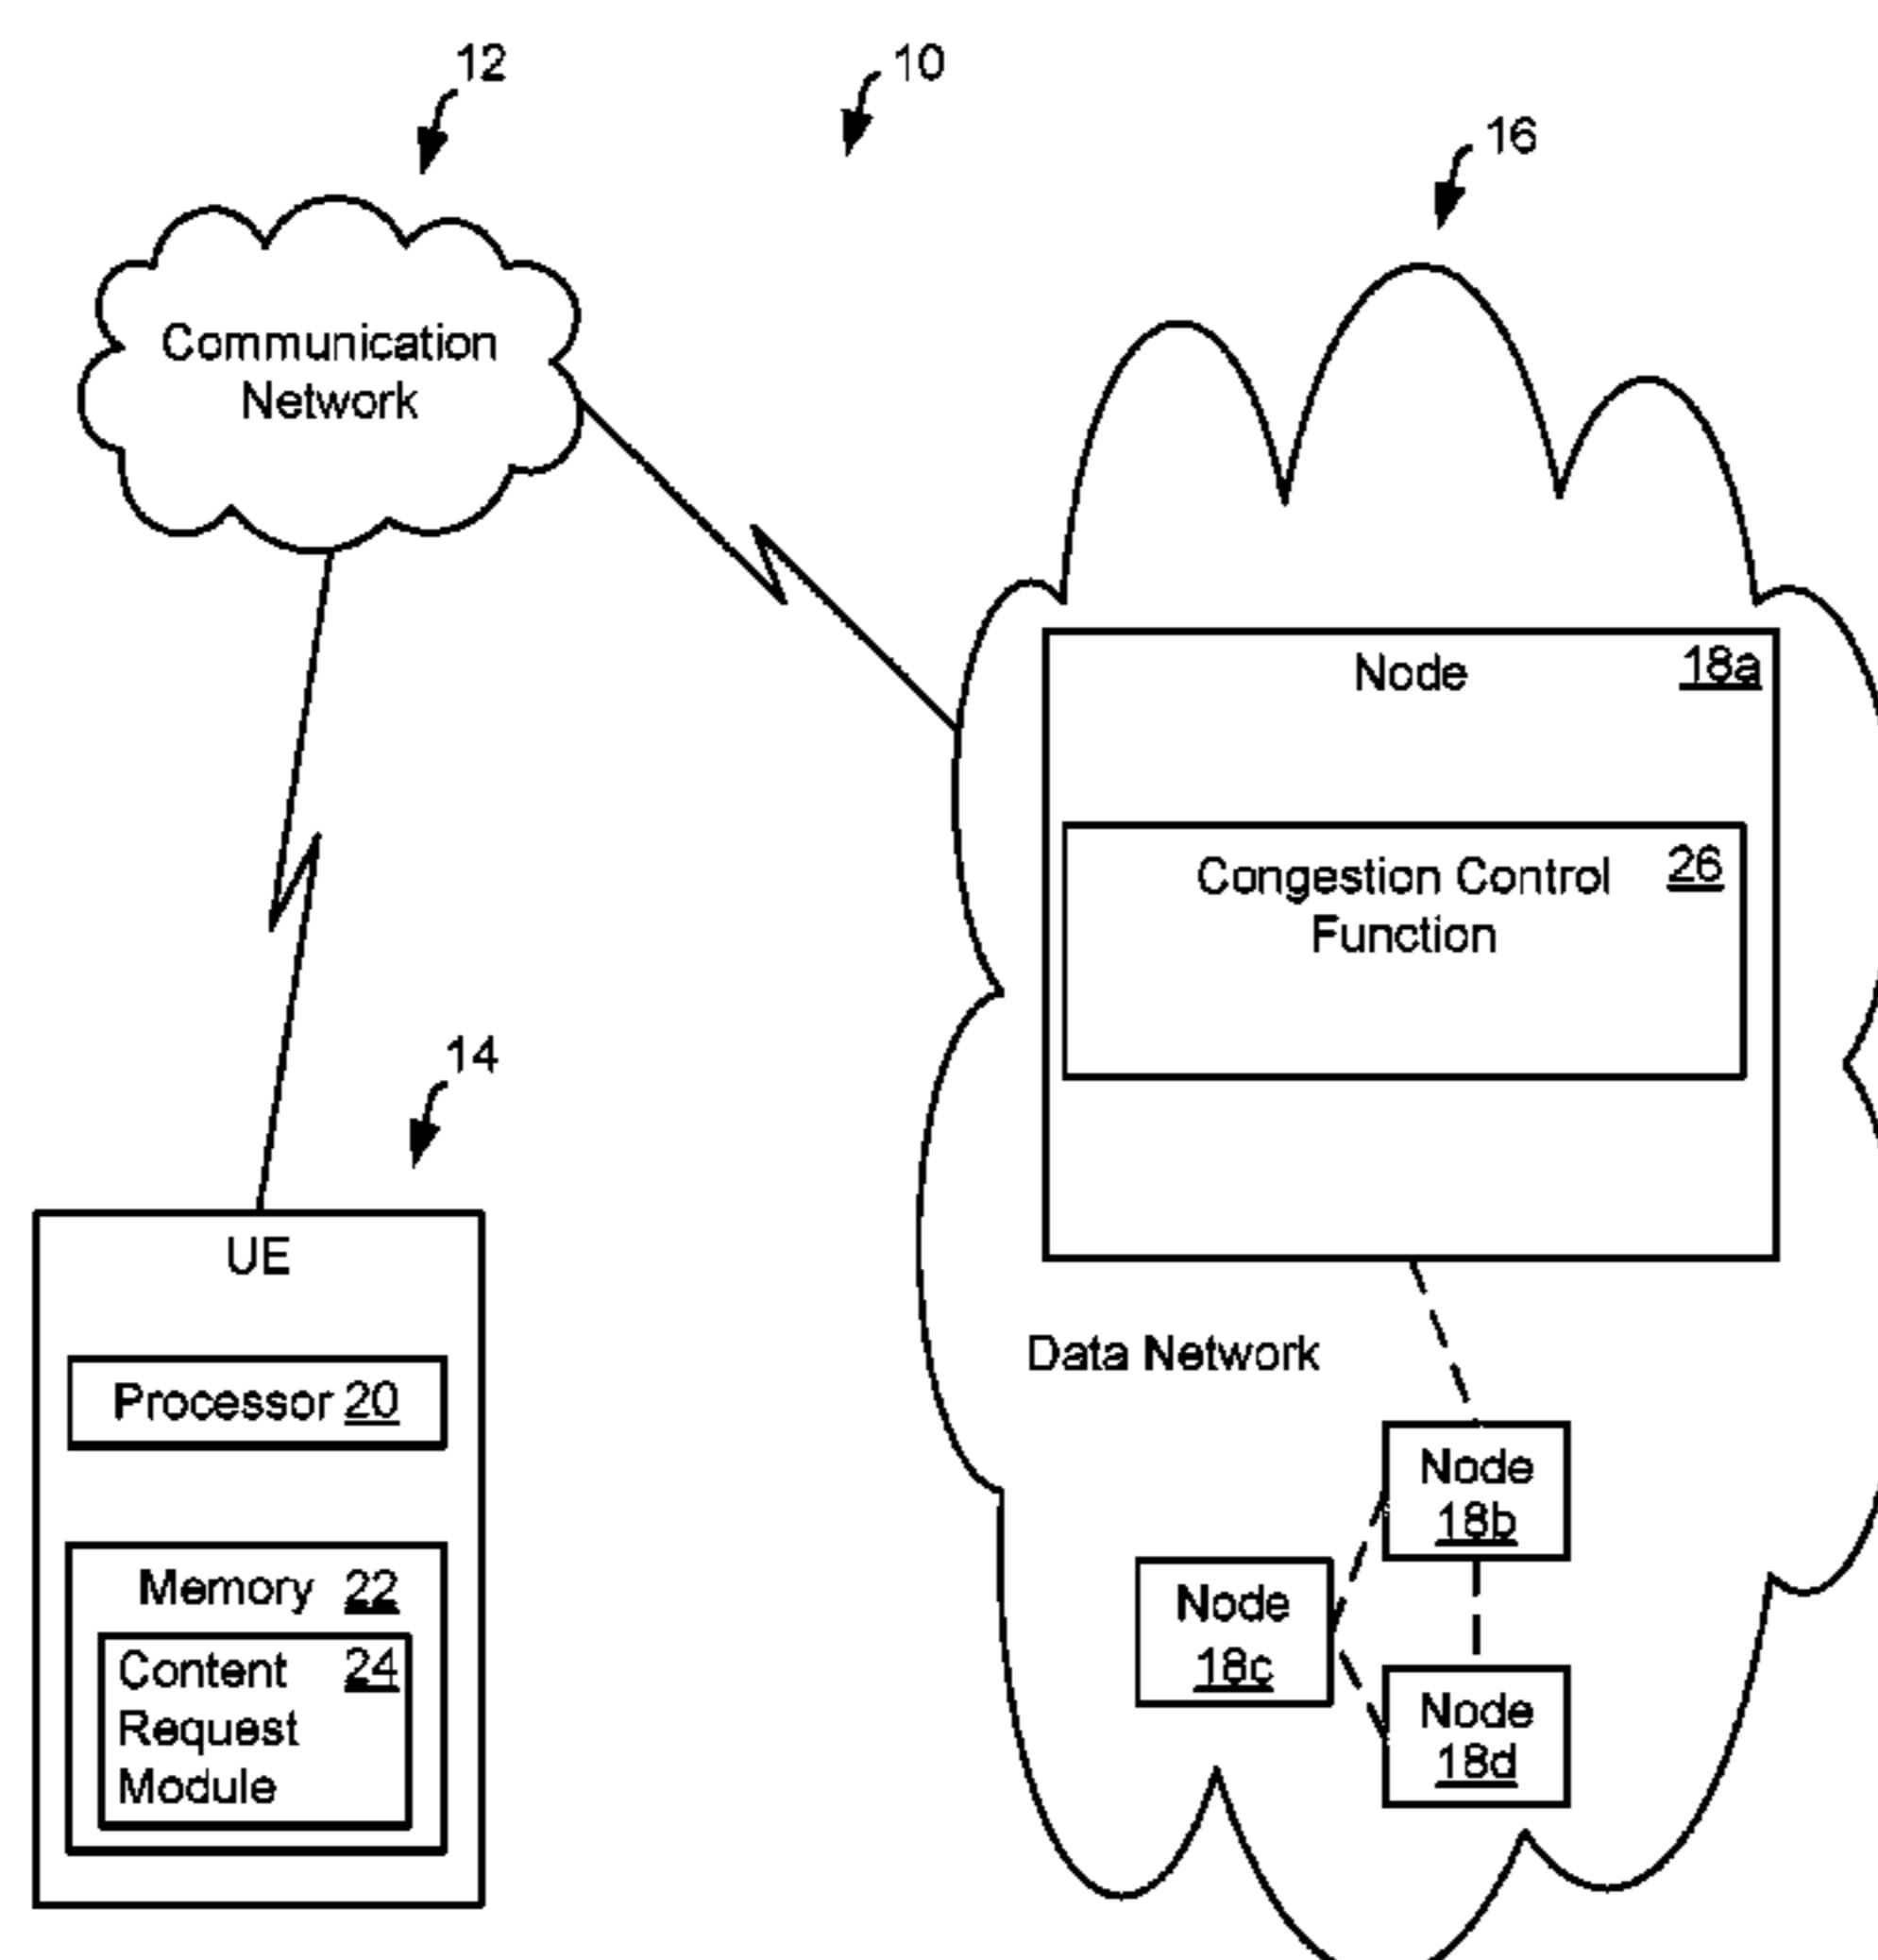 12
10
16
Communication
Network
Node 18a
Congestion Control 26
Function
14
UE
Processor 20
Memory 22
Content 24
Request
Module
Data Network
Node
18b
Node
18c
Node
18d